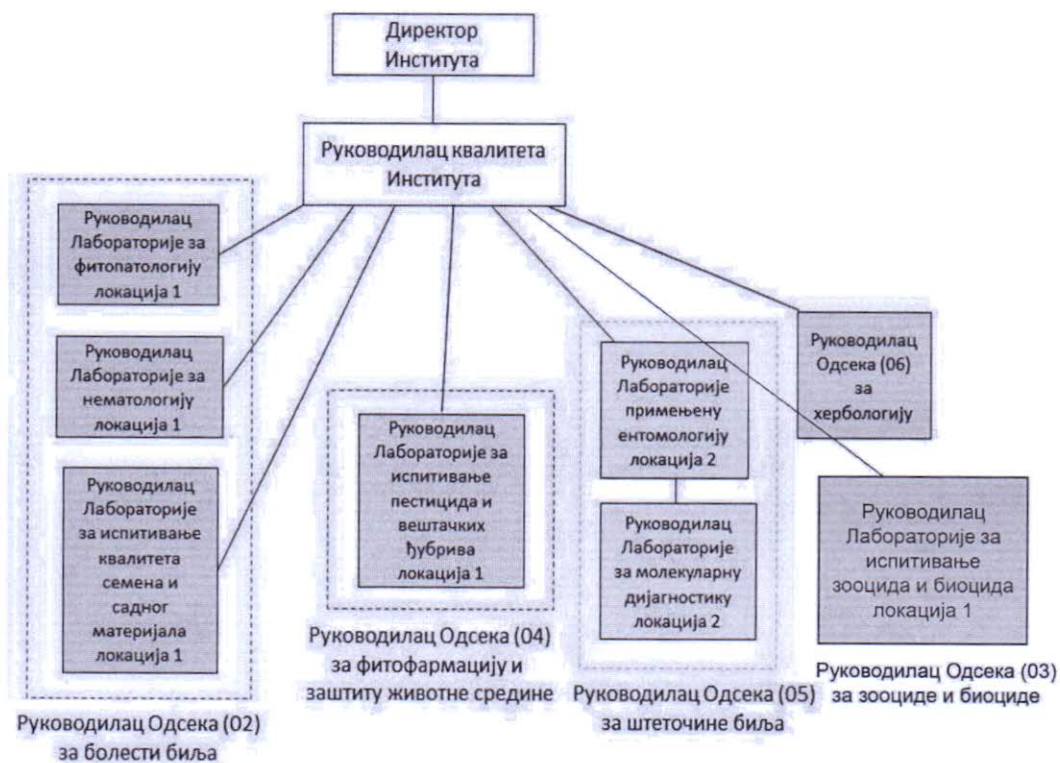 Директор
Института
Руководилац квалитета
Института
Руководилац
Лабораторије за
фитопатологију
локација 1
Руководилац
Лабораторије за
нематологију
локација 1
Руководилац
Лабораторије
за испитивање
квалитета
семена и
садног
материјала
локација 1
Руководилац Одсека (02)
за болести биља
Руководилац
Лабораторије за
испитивање
пестицида и
вештачких
ђубрива
локација 1
Руководилац Одсека (04)
за фитофармацију и
заштиту животне средине
Руководилац
Лабораторије
примењену
ентомологију
локација 2
Руководилац
Лабораторије
за молекуларну
дијагностику
локација 2
Руководилац Одсека (05)
за штеточине биља
Руководилац
Одсека (06)
за
хербологију
Руководилац
Лабораторије за
испитивање
зооцида и биоцида
локација 1
Руководилац Одсека (03)
за зооциде и биоциде